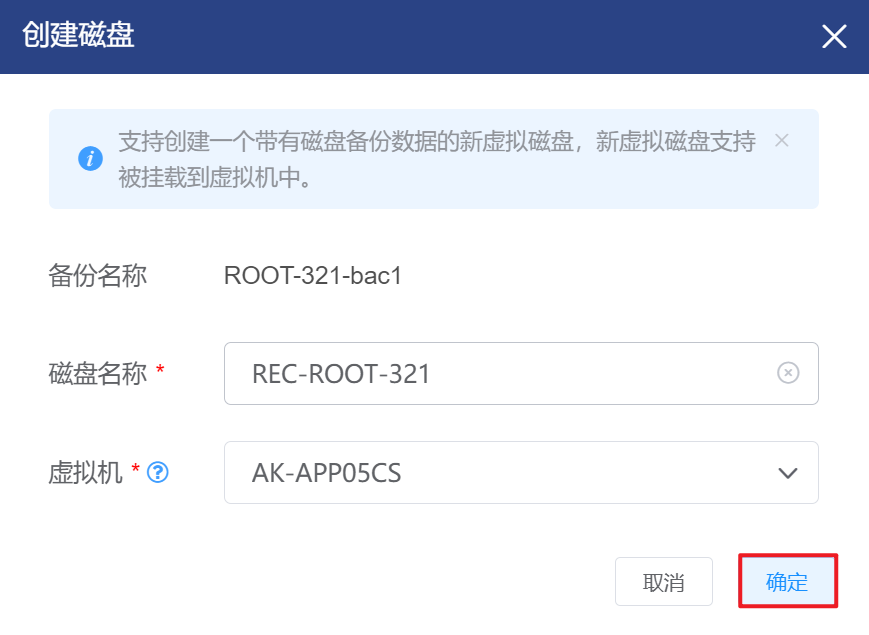 创建磁盘
支持创建一个带有磁盘备份数据的新虚拟磁盘，新虚拟磁盘支持
被挂载到虚拟机中。
备份名称 ROOT-321-bac1
磁盘名称 * REC-ROOT-321
虚拟机 * AK-APP05CS
取消 确定